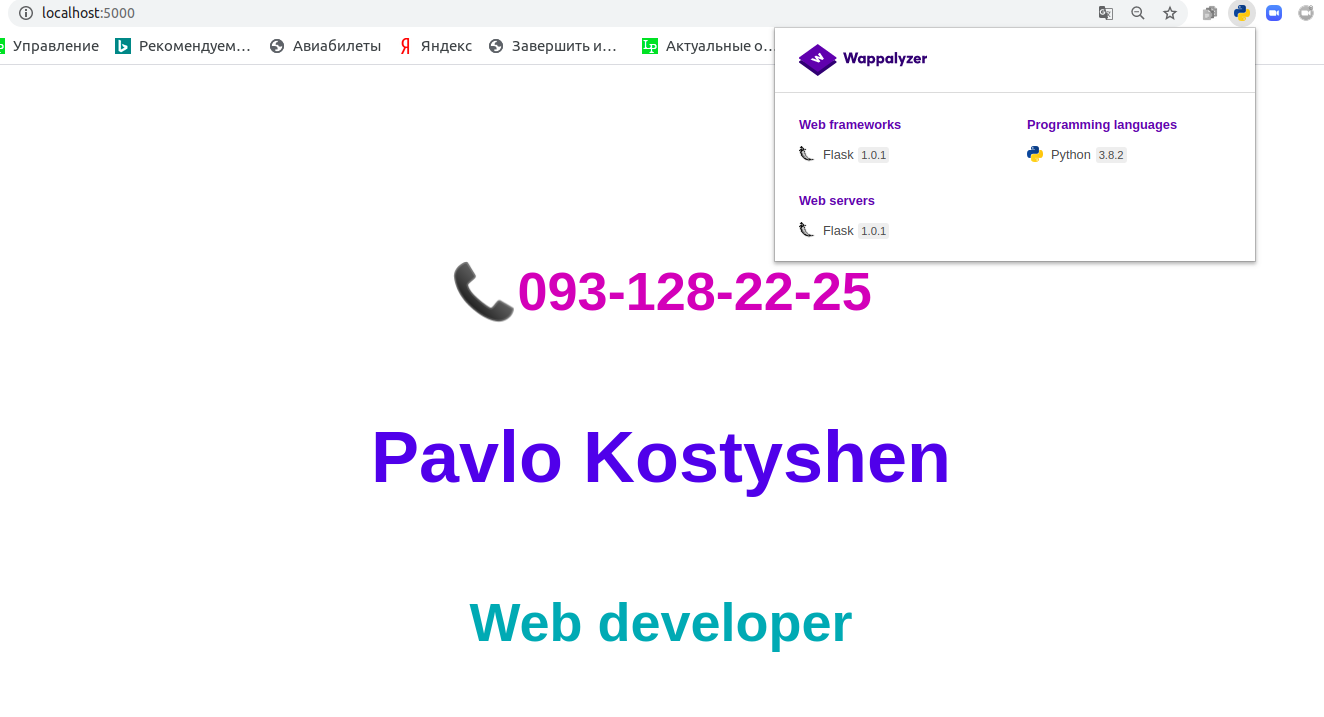 localhost:5000
Управление Рекомендуем… Авиабилеты Яндекс Завершить и… Актуальные о…
Wappalyzer
Web frameworks
Flask 1.0.1
Programming languages
Python 3.8.2
Web servers
Flask 1.0.1
093-128-22-25
Pavlo Kostyshen
Web developer